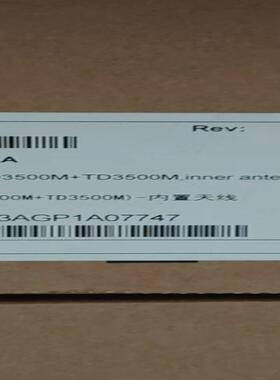 Rev:
A
3500M+TD3500M,inner ante
00M+TD3500M)-内置天线
3AGP1A07747